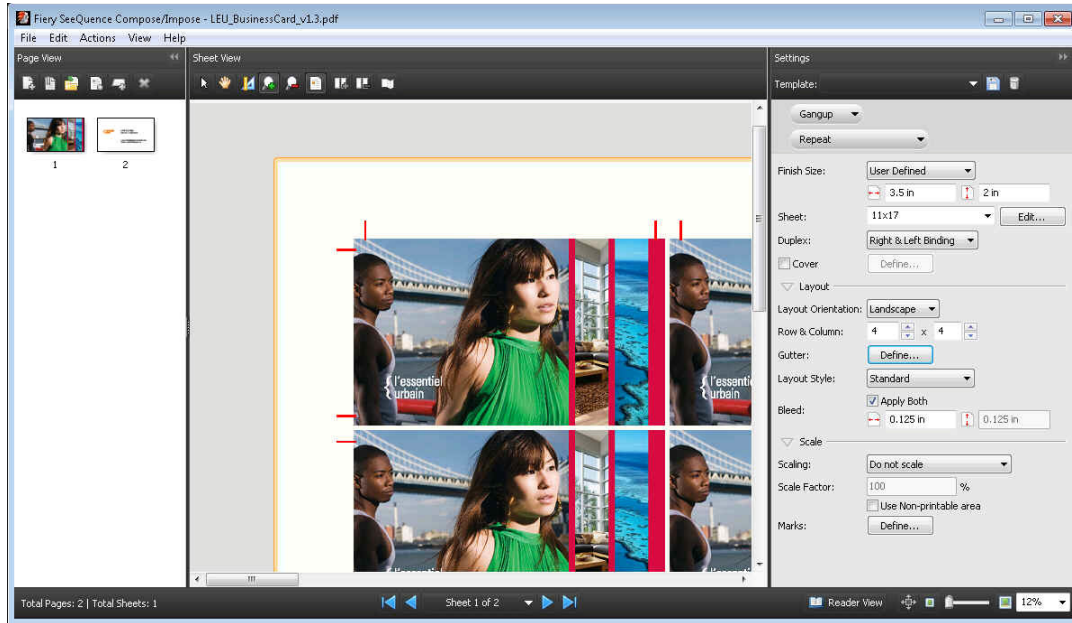 Fiery SeeQuence Compose/Impose - LEU_BusinessCard_v1.3.pdf
File Edit Actions View Help
Page View
Sheet View
Settings
Template:
1
2
Gangup
Repeat
Finish Size: User Defined
3.5 in 2 in
Sheet: 11x17 Edit...
Duplex: Right & Left Binding
Cover Define...
Layout
Layout Orientation: Landscape
Row & Column: 4 x 4
Gutter: Define...
Layout Style: Standard
Bleed: Apply Both
0.125 in 0.125 in
Scale
Scaling: Do not scale
Scale Factor: 100 %
Use Non-printable area
Marks: Define...
l'essentiel
urbain
l'essenti
urbain
Total Pages: 2 | Total Sheets: 1
Sheet 1 of 2
Reader View
12%